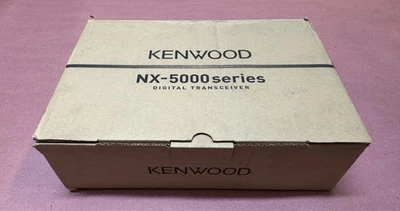 KENWOOD
NX-5000series
DIGITAL TRANSCEIVER
KENWOOD